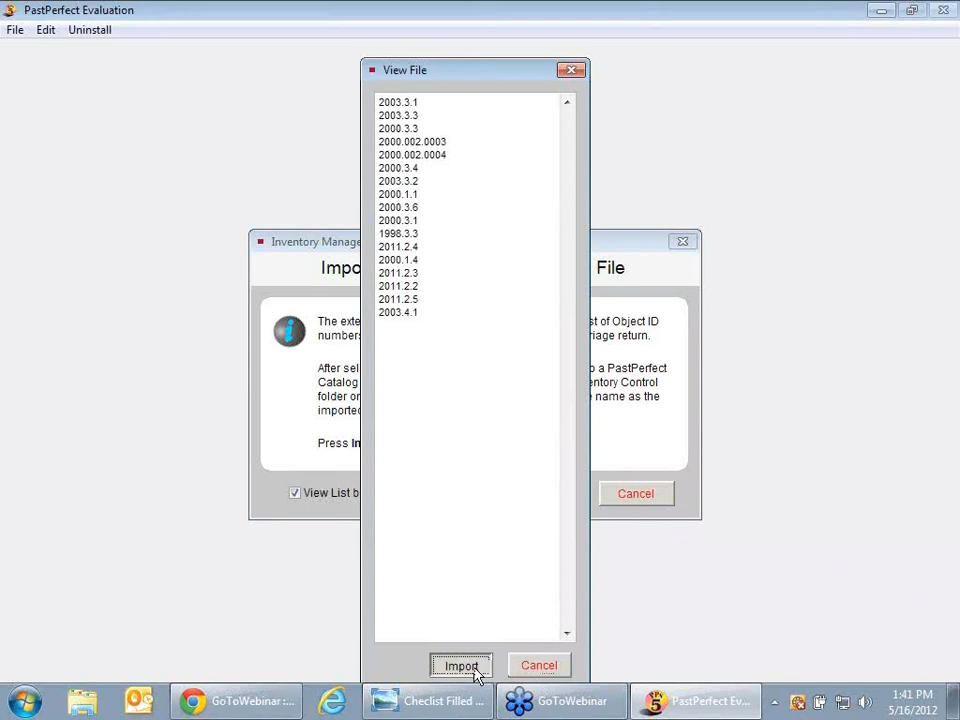 PastPerfect Evaluation
File Edit Uninstall
View File
2003.3.1
2003.3.3
2000.3.3
2000.002.0003
2000.002.0004
2000.3.4
2003.3.2
2000.1.1
2000.3.6
2000.3.1
1998.3.3
2011.2.4
2000.1.4
2011.2.3
2011.2.2
2011.2.5
2003.4.1
Import Cancel
Inventory Manage
Impo File
The exte st of Object ID
numbers riage return.
After sel o a PastPerfect
Catalog entory Control
folder or e name as the
imported
Press In
View List b Cancel
GoToWebinar :... Checlist Filled ... GoToWebinar PastPerfect Ev...
1:41 PM
5/16/2012